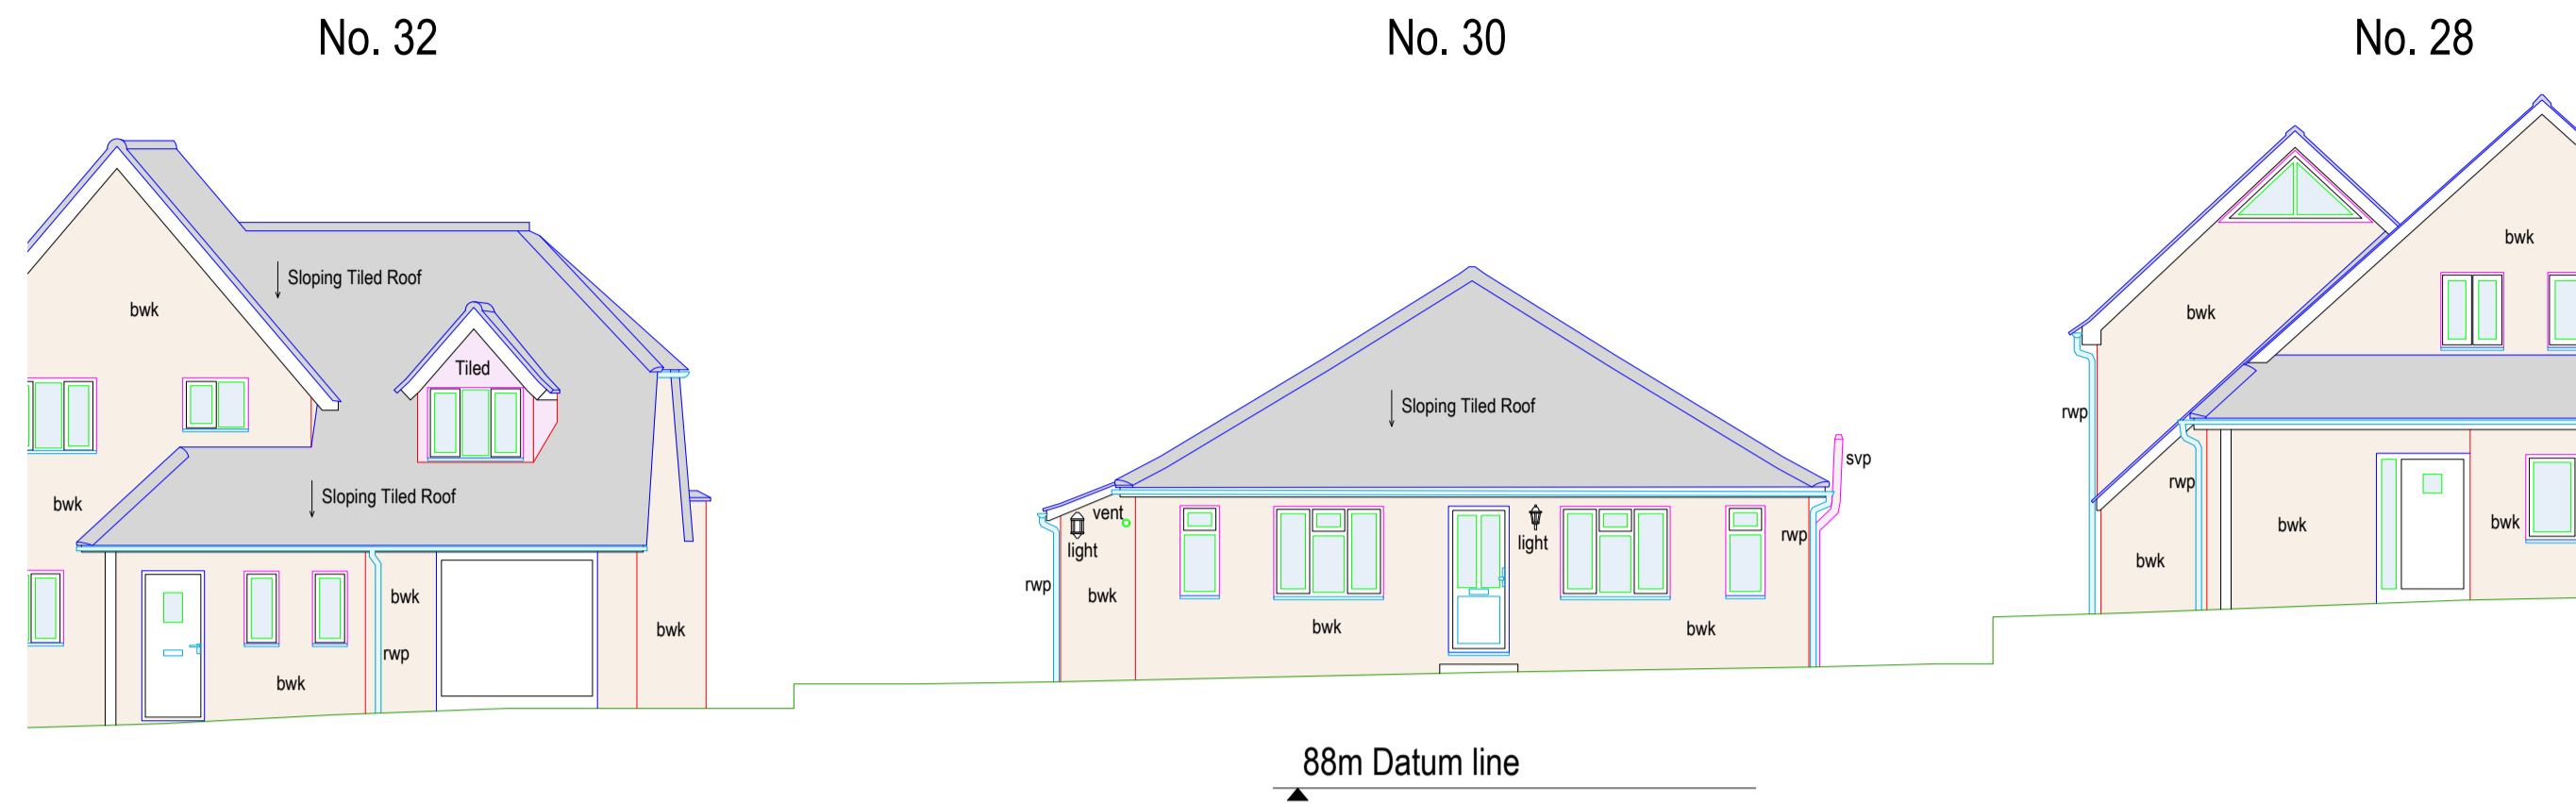 No. 32
No. 30
No. 28
bwk
Sloping Tiled Roof
Tiled
bwk
Sloping Tiled Roof
bwk
rwp
bwk
bwk
Sloping Tiled Roof
svp
vent
light
light
rwp
rwp
bwk
bwk
bwk
bwk
bwk
rwp
rwp
bwk
bwk
bwk
88m Datum line